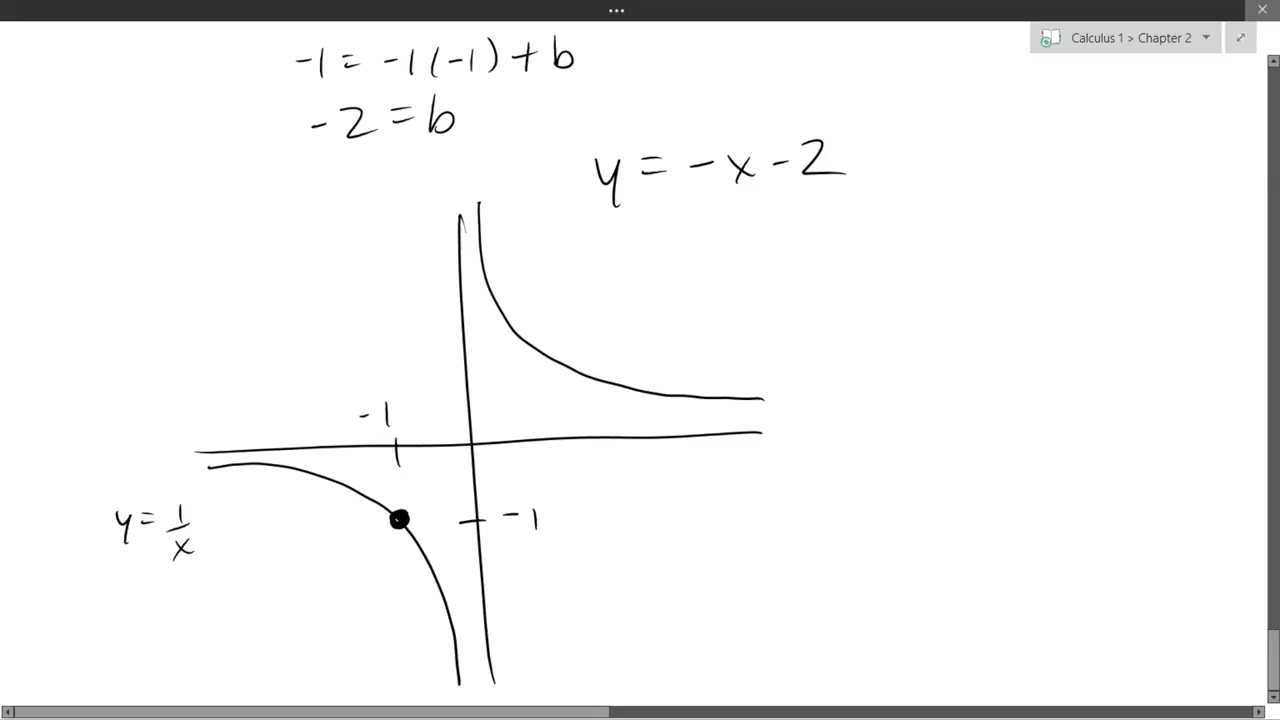 Calculus 1 > Chapter 2
-1 = -1(-1) + b
-2 = b
y = -x - 2
-1
-1
y = 1/x